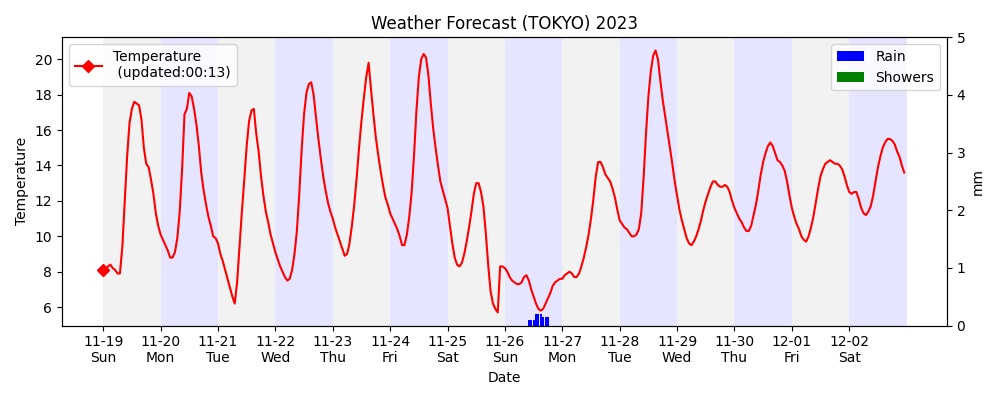 Weather Forecast (TOKYO) 2023
Temperature
(updated:00:13)
Rain
Showers
Temperature
20
18
16
14
12
10
8
6
5
4
3
2
1
0
mm
11-19 11-20 11-21 11-22 11-23 11-24 11-25 11-26 11-27 11-28 11-29 11-30 12-01 12-02
Sun Mon Tue Wed Thu Fri Sat Sun Mon Tue Wed Thu Fri Sat
Date